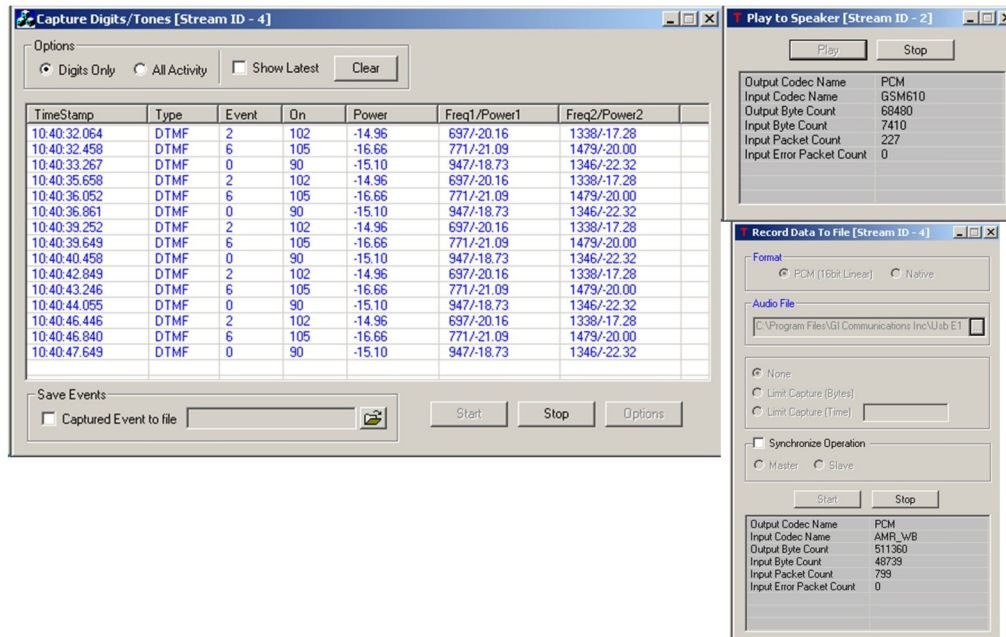 Capture Digits/Tones [Stream ID - 4]
Options
Digits Only All Activity Show Latest Clear
TimeStamp Type Event On Power Freq1/Power1 Freq2/Power2
10:40:32.064 DTMF 2 102 -14.96 697/-20.16 1338/-17.28
10:40:32.458 DTMF 6 105 -16.66 771/-21.09 1479/-20.00
10:40:33.267 DTMF 0 90 -15.10 947/-18.73 1346/-22.32
10:40:35.658 DTMF 2 102 -14.96 697/-20.16 1338/-17.28
10:40:36.052 DTMF 6 105 -16.66 771/-21.09 1479/-20.00
10:40:36.861 DTMF 0 90 -15.10 947/-18.73 1346/-22.32
10:40:39.252 DTMF 2 102 -14.96 697/-20.16 1338/-17.28
10:40:39.649 DTMF 6 105 -16.66 771/-21.09 1479/-20.00
10:40:40.458 DTMF 0 90 -15.10 947/-18.73 1346/-22.32
10:40:42.849 DTMF 2 102 -14.96 697/-20.16 1338/-17.28
10:40:43.246 DTMF 6 105 -16.66 771/-21.09 1479/-20.00
10:40:44.055 DTMF 0 90 -15.10 947/-18.73 1346/-22.32
10:40:46.446 DTMF 2 102 -14.96 697/-20.16 1338/-17.28
10:40:46.840 DTMF 6 105 -16.66 771/-21.09 1479/-20.00
10:40:47.649 DTMF 0 90 -15.10 947/-18.73 1346/-22.32
Save Events
Captured Event to file Start Stop Options
T Play to Speaker [Stream ID - 2]
Play Stop
Output Codec Name PCM
Input Codec Name GSM610
Output Byte Count 68480
Input Byte Count 7410
Input Packet Count 227
Input Error Packet Count 0
T Record Data To File [Stream ID - 4]
Format
PCM (16bit Linear) Native
Audio File
C:\Program Files\Gl Communications Inc\Usb E1
None
Limit Capture (Bytes)
Limit Capture (Time)
Synchronize Operation
Master Slave
Start Stop
Output Codec Name PCM
Input Codec Name AMR_WB
Output Byte Count 511360
Input Byte Count 48739
Input Packet Count 799
Input Error Packet Count 0